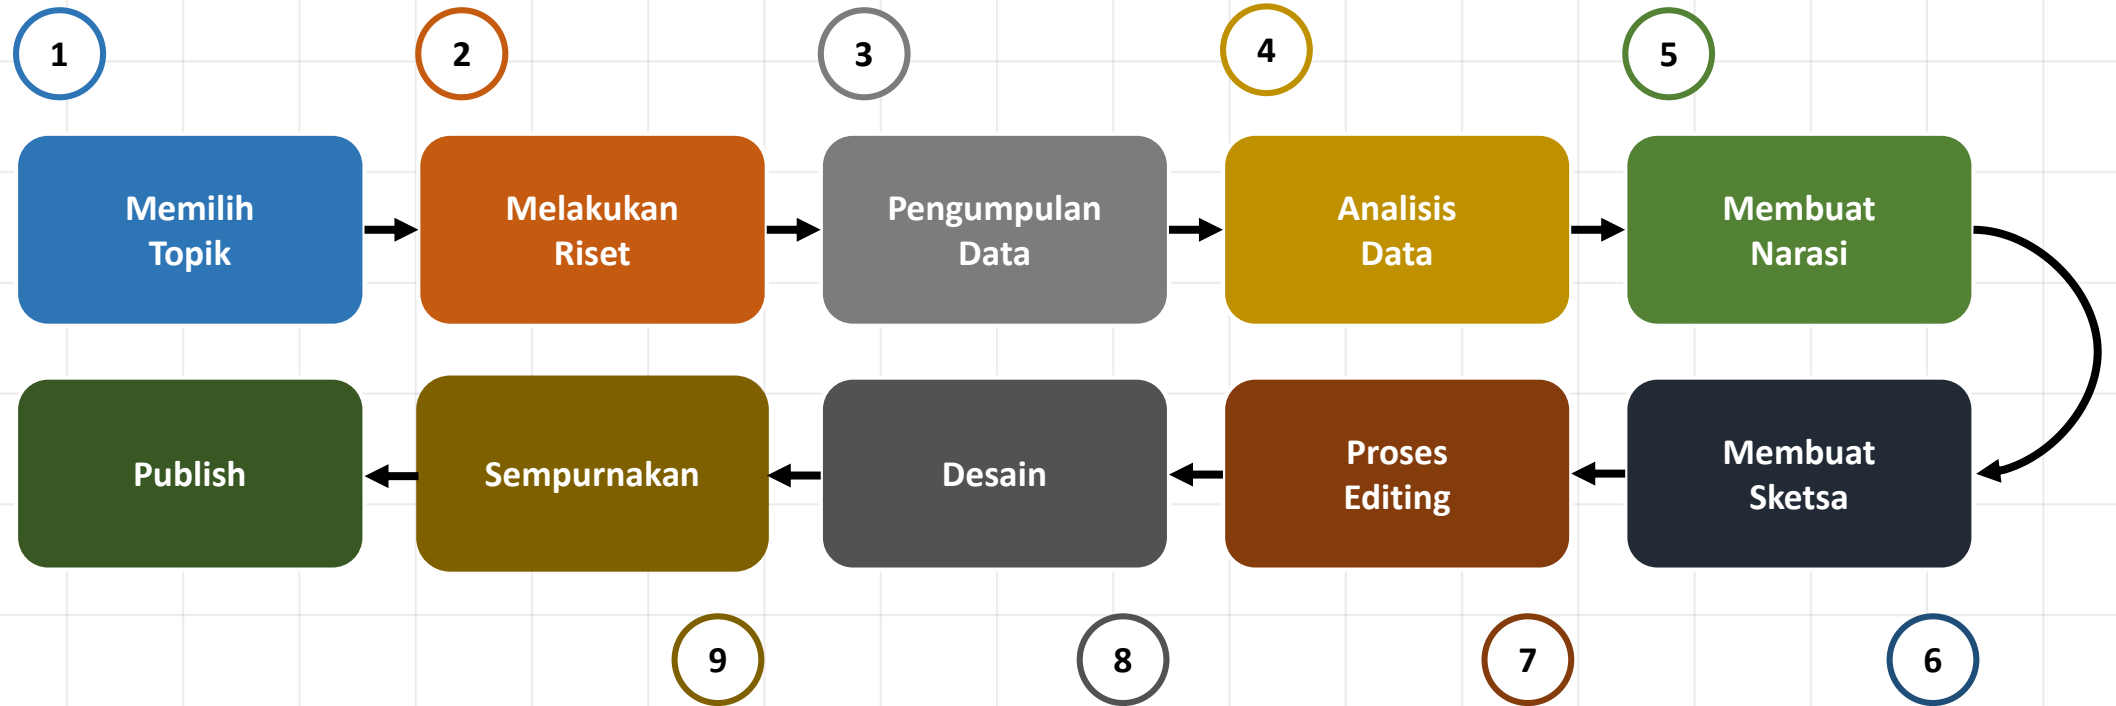 1
2
3
4
5
Memilih
Topik
Melakukan
Riset
Pengumpulan
Data
Analisis
Data
Membuat
Narasi
Publish
Sempurnakan
Desain
Proses
Editing
Membuat
Sketsa
9
8
7
6